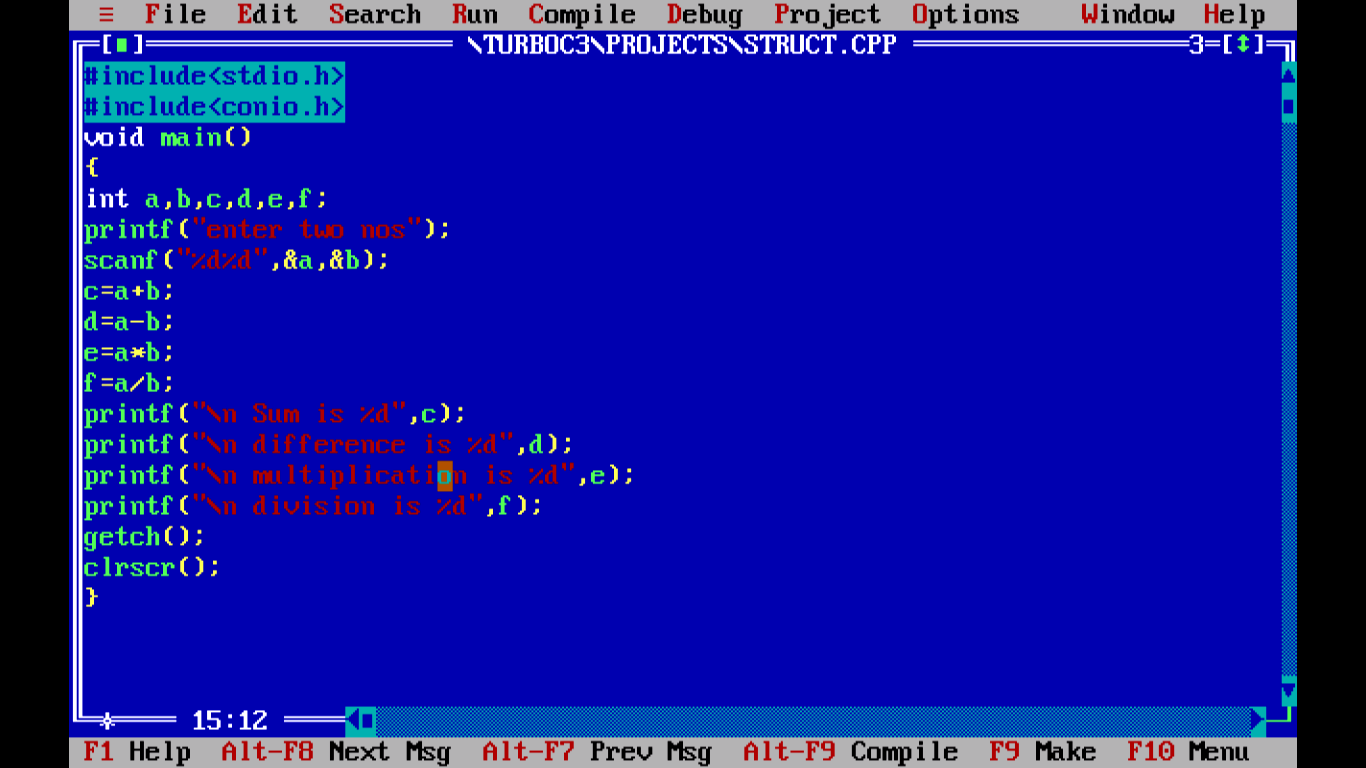 ≡ File Edit Search Run Compile Debug Project Options Window Help
[■] \TURBOC3\PROJECTS\STRUCT.CPP 3=[↕]
#include<stdio.h>
#include<conio.h>
void main()
{
int a,b,c,d,e,f;
printf("enter two nos");
scanf("%d%d",&a,&b);
c=a+b;
d=a-b;
e=a*b;
f=a/b;
printf("\n Sum is %d",c);
printf("\n difference is %d",d);
printf("\n multiplication is %d",e);
printf("\n division is %d",f);
getch();
clrscr();
}
15:12
F1 Help Alt-F8 Next Msg Alt-F7 Prev Msg Alt-F9 Compile F9 Make F10 Menu